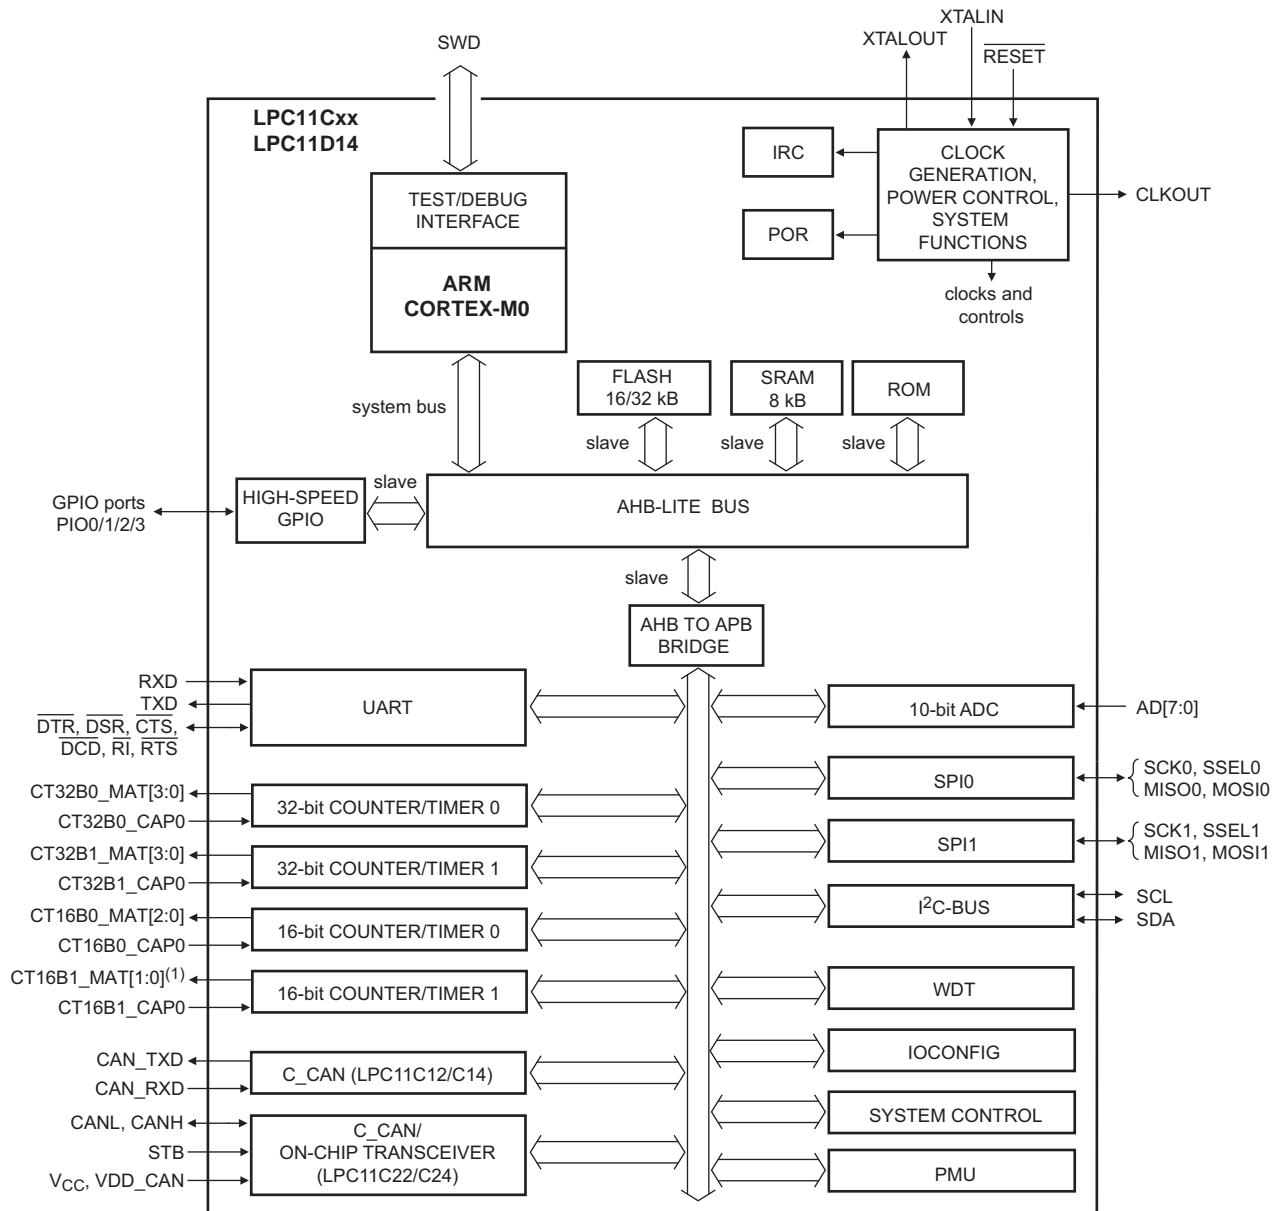 XTALIN
XTALOUT
SWD
RESET
LPC11Cxx
LPC11D14
IRC
CLOCK
GENERATION,
POWER CONTROL,
SYSTEM
FUNCTIONS
TEST/DEBUG
INTERFACE
CLKOUT
POR
ARM
CORTEX-M0
clocks and
controls
FLASH
16/32 kB
SRAM
8 kB
ROM
system bus
slave
slave
slave
slave
HIGH-SPEED
GPIO
GPIO ports
PIO0/1/2/3
AHB-LITE BUS
slave
AHB TO APB
BRIDGE
RXD
TXD
DTR, DSR, CTS,
DCD, RI, RTS
UART
10-bit ADC
AD[7:0]
CT32B0_MAT[3:0]
CT32B0_CAP0
32-bit COUNTER/TIMER 0
SPI0
SCK0, SSEL0
MISO0, MOSI0
CT32B1_MAT[3:0]
CT32B1_CAP0
32-bit COUNTER/TIMER 1
SPI1
SCK1, SSEL1
MISO1, MOSI1
CT16B0_MAT[2:0]
CT16B0_CAP0
16-bit COUNTER/TIMER 0
I²C-BUS
SCL
SDA
CT16B1_MAT[1:0](1)
CT16B1_CAP0
16-bit COUNTER/TIMER 1
WDT
IOCONFIG
CAN_TXD
CAN_RXD
C_CAN (LPC11C12/C14)
SYSTEM CONTROL
CANL, CANH
STB
VCC, VDD_CAN
C_CAN/
ON-CHIP TRANSCEIVER
(LPC11C22/C24)
PMU